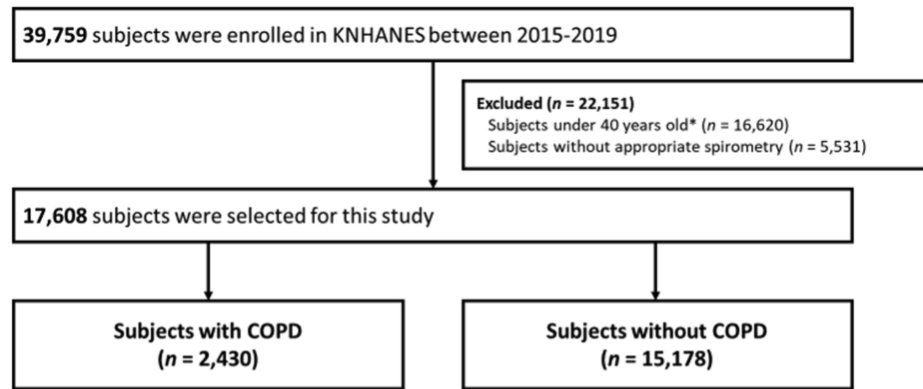 39,759 subjects were enrolled in KNHANES between 2015-2019
Excluded (n = 22,151)
Subjects under 40 years old* (n = 16,620)
Subjects without appropriate spirometry (n = 5,531)
17,608 subjects were selected for this study
Subjects with COPD
(n = 2,430)
Subjects without COPD
(n = 15,178)